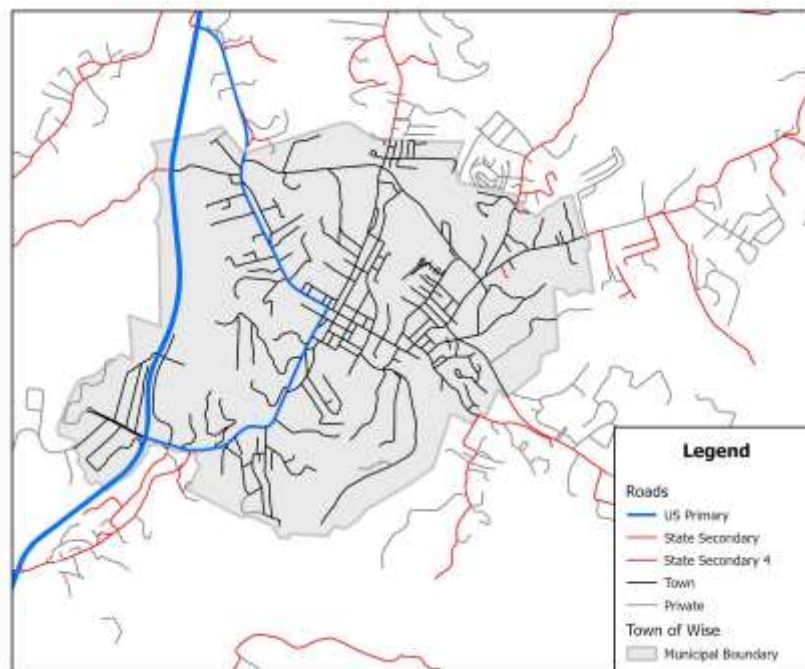 Legend
Roads
US Primary
State Secondary
State Secondary 4
Town
Private
Town of Wise
Municipal Boundary